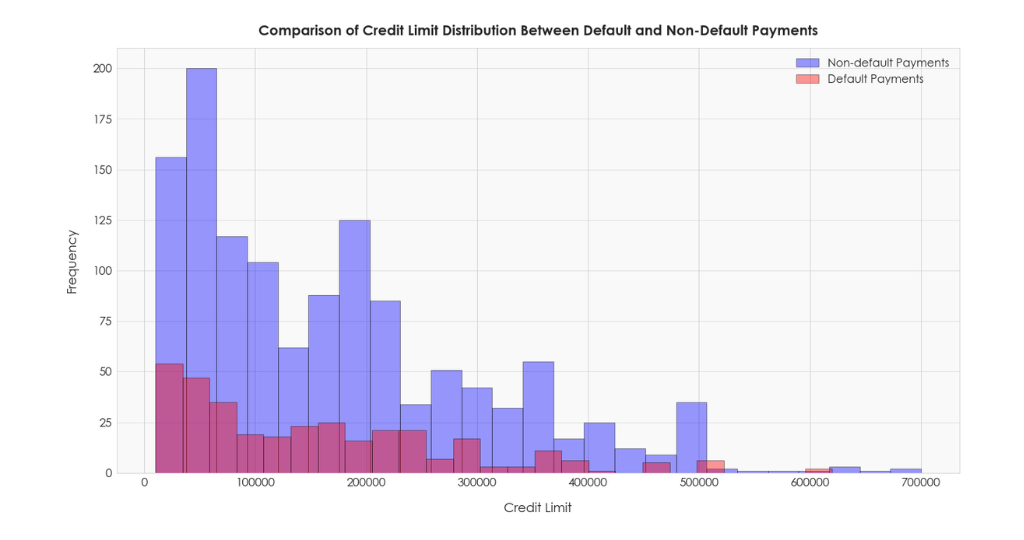 Comparison of Credit Limit Distribution Between Default and Non-Default Payments
Non-default Payments
Default Payments
Frequency
200
175
150
125
100
75
50
25
0
0 100000 200000 300000 400000 500000 600000 700000
Credit Limit